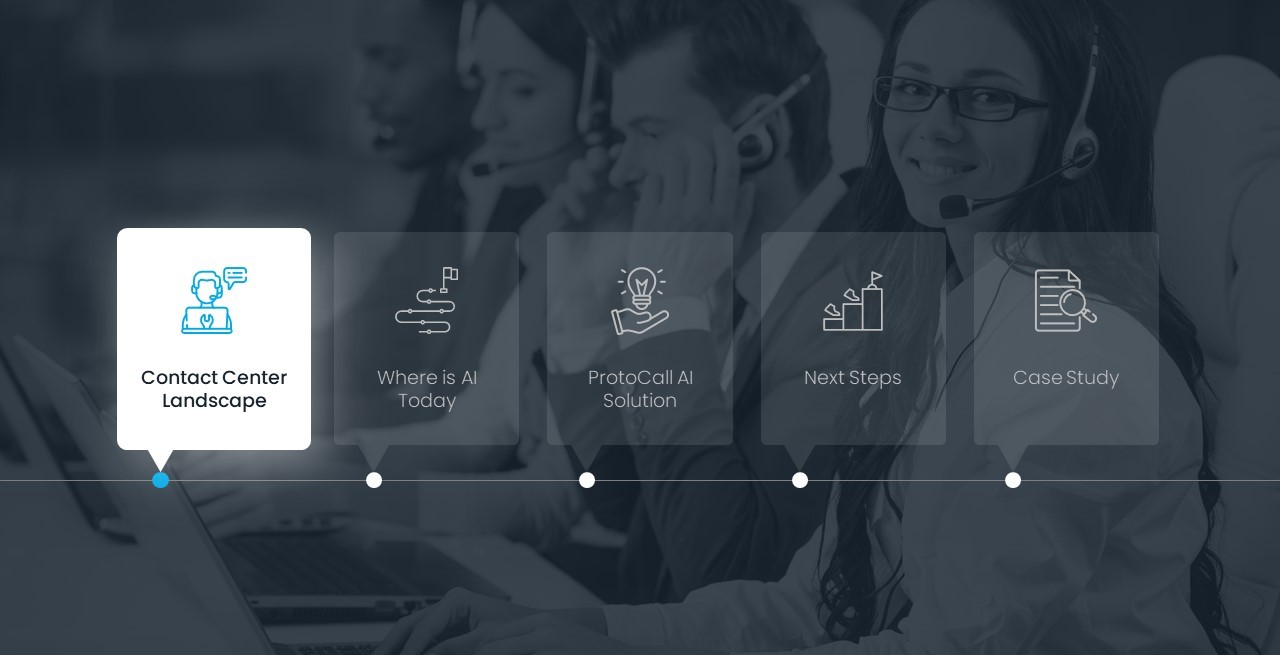 Contact Center
Landscape
Where is AI
Today
ProtoCall AI
Solution
Next Steps
Case Study